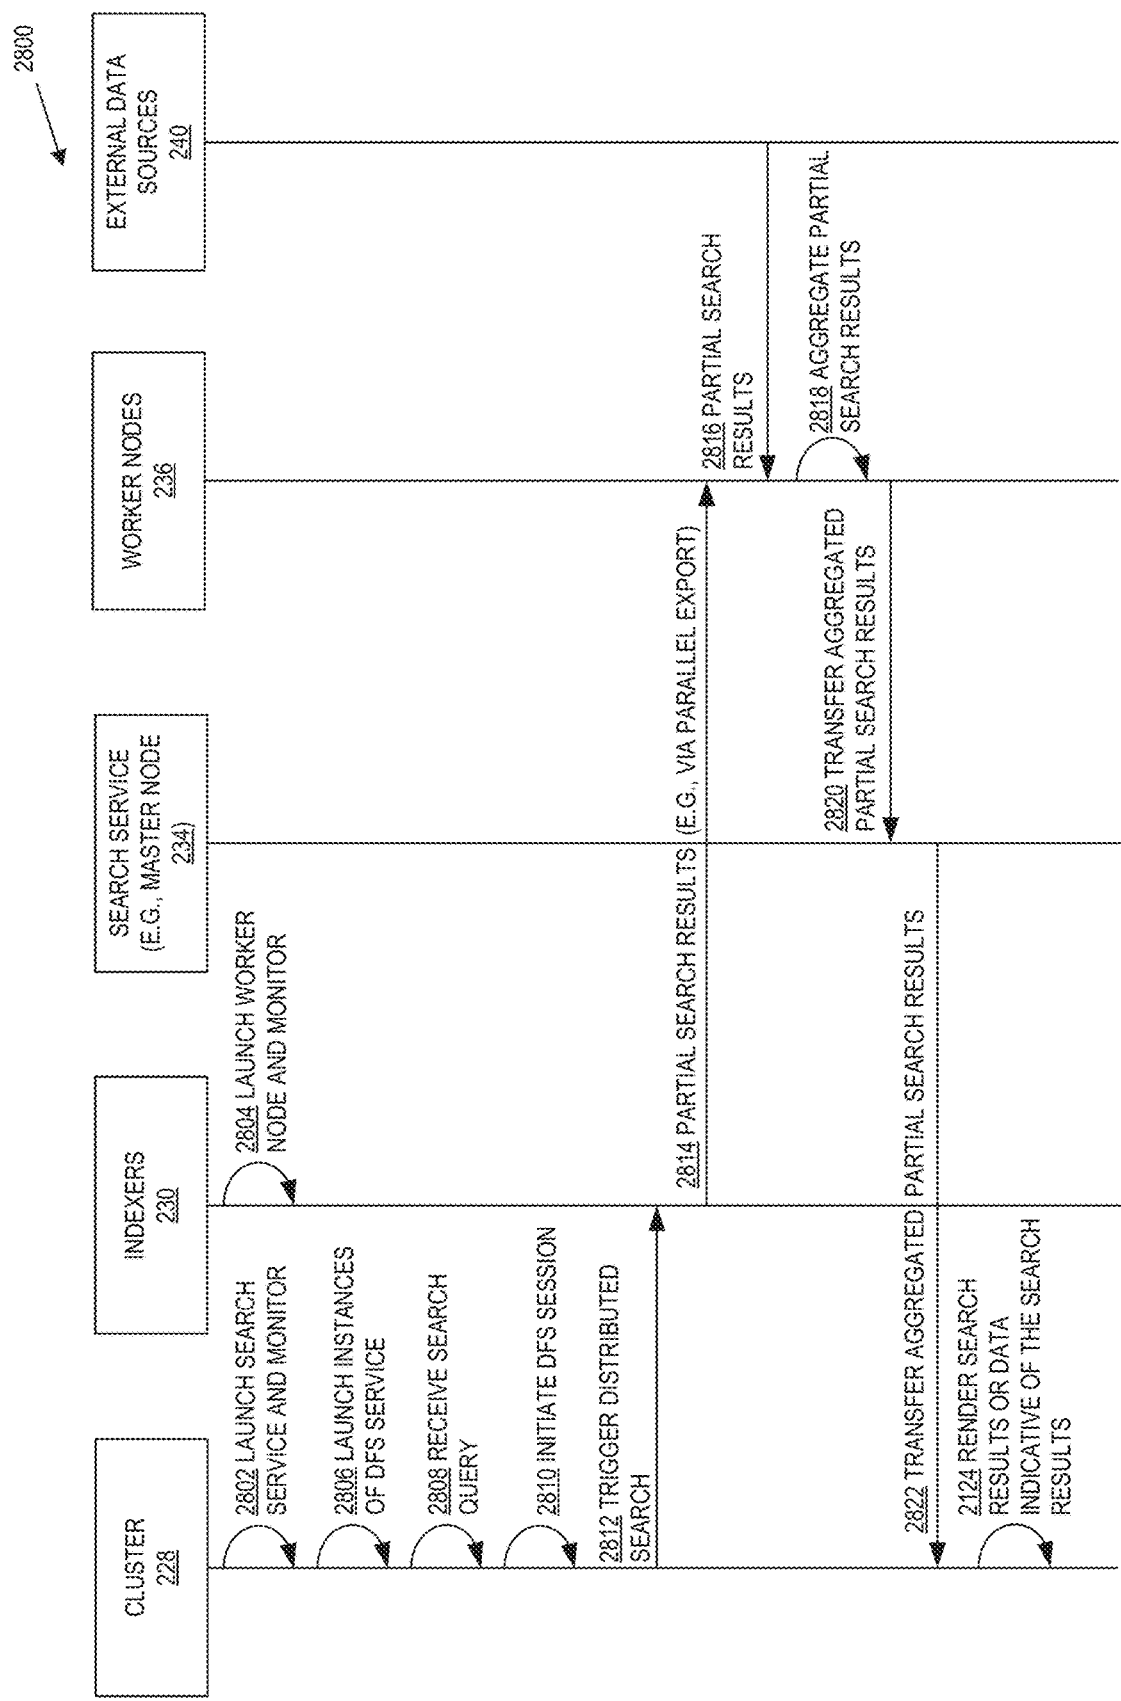 2800
CLUSTER
228
INDEXERS
230
SEARCH SERVICE
(E.G., MASTER NODE
234)
WORKER NODES
236
EXTERNAL DATA
SOURCES
240
2802 LAUNCH SEARCH
SERVICE AND MONITOR
2804 LAUNCH WORKER
NODE AND MONITOR
2806 LAUNCH INSTANCES
OF DFS SERVICE
2808 RECEIVE SEARCH
QUERY
2810 INITIATE DFS SESSION
2812 TRIGGER DISTRIBUTED
SEARCH
2814 PARTIAL SEARCH RESULTS (E.G., VIA PARALLEL EXPORT)
2816 PARTIAL SEARCH
RESULTS
2818 AGGREGATE PARTIAL
SEARCH RESULTS
2820 TRANSFER AGGREGATED
PARTIAL SEARCH RESULTS
2822 TRANSFER AGGREGATED PARTIAL SEARCH RESULTS
2124 RENDER SEARCH
RESULTS OR DATA
INDICATIVE OF THE SEARCH
RESULTS